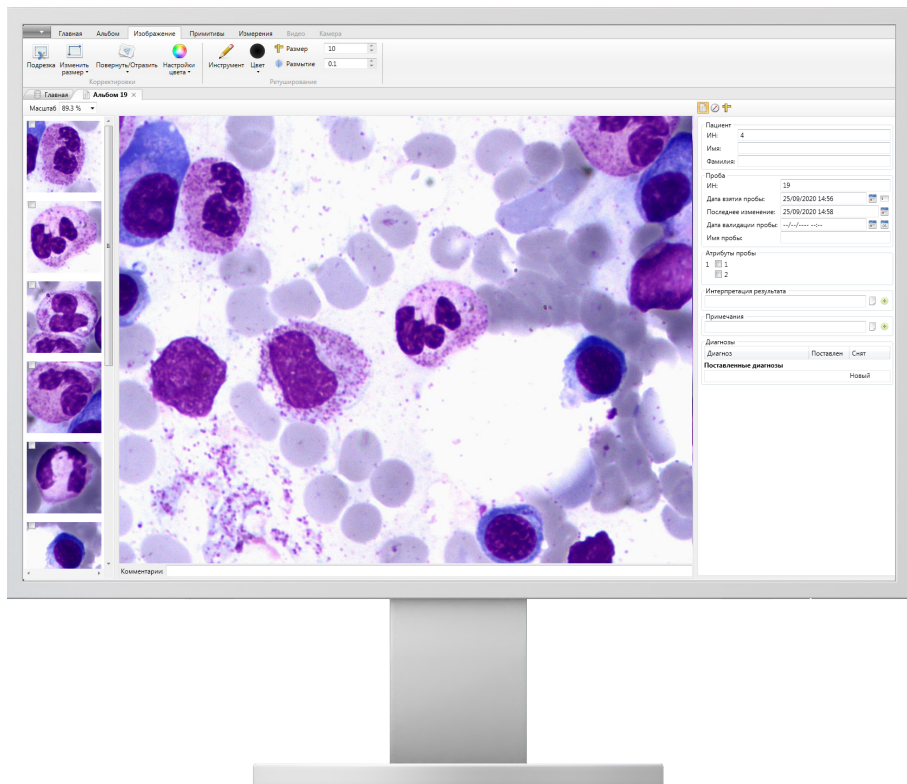 Главная Альбом Изображение Примитивы Измерения Видео Камера
Подрезка Изменить размер Повернуть/Отразить Настройки цвета Инструмент Цвет
Размер 10
Размытие 0.1
Корректировки Ретуширование
Главная Альбом 19 ×
Масштаб 89.3 %
Пациент
ИН: 4
Имя:
Фамилия:
Проба
ИН: 19
Дата взятия пробы: 25/09/2020 14:56
Последнее изменение: 25/09/2020 14:58
Дата валидации пробы: --/--/---- --:--
Имя пробы:
Атрибуты пробы
1 1
2
Интерпретация результата
Примечания
Диагнозы
Диагноз Поставлен Снят
Поставленные диагнозы
Новый
Комментарии: